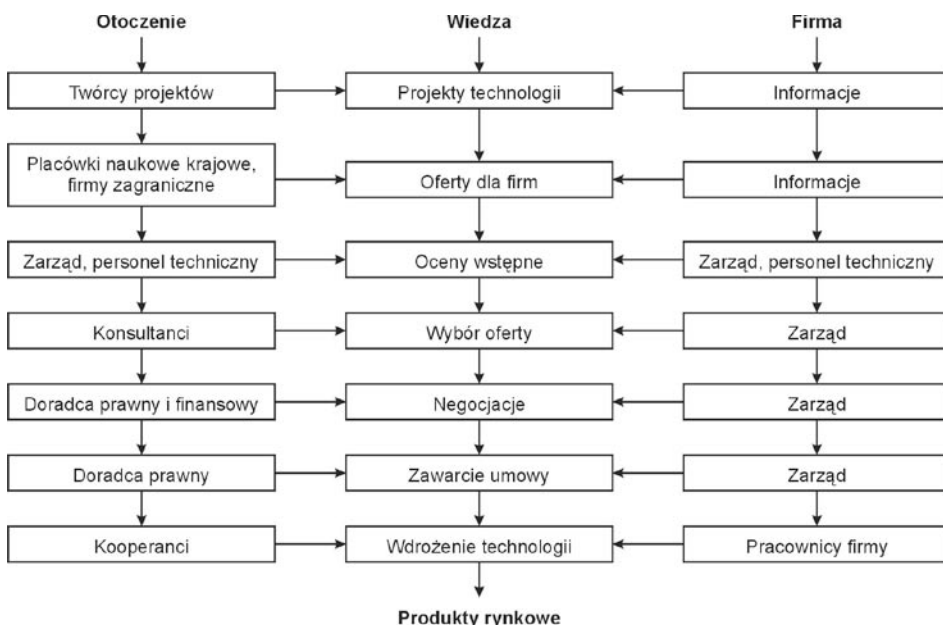 Otoczenie Wiedza Firma
Twórcy projektów Projekty technologii Informacje
Placówki naukowe krajowe,
firmy zagraniczne Oferty dla firm Informacje
Zarząd, personel techniczny Oceny wstępne Zarząd, personel techniczny
Konsultanci Wybór oferty Zarząd
Doradca prawny i finansowy Negocjacje Zarząd
Doradca prawny Zawarcie umowy Zarząd
Kooperanci Wdrożenie technologii Pracownicy firmy
Produkty rynkowe